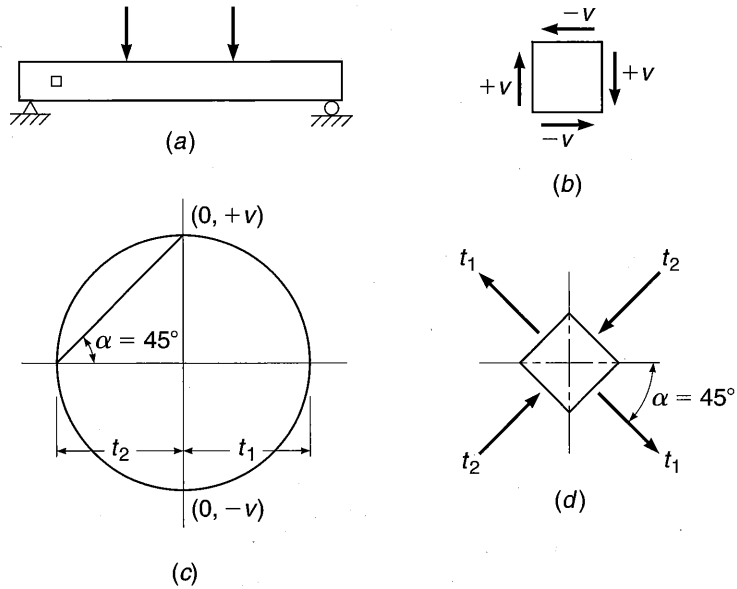 −v
+v
+v
−v
(a)
(b)
(0, +v)
α = 45°
t₂
t₁
(0, −v)
(c)
t₁
t₂
α = 45°
t₂
t₁
(d)